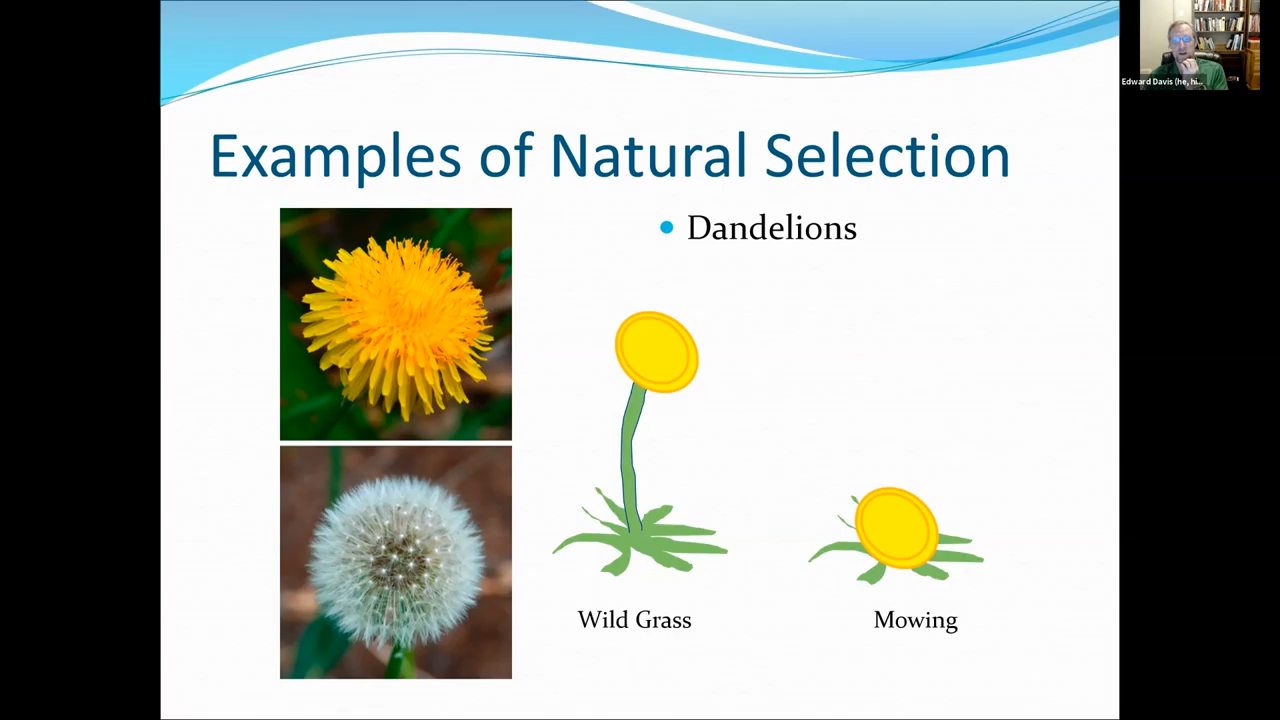 Examples of Natural Selection
Dandelions
Wild Grass
Mowing
Edward Davis (he, hi...